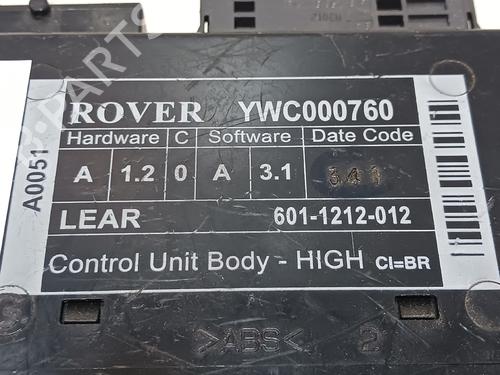 ROVER YWC000760
Hardware C Software Date Code
A 1.2 0 A 3.1 341
LEAR 601-1212-012
Control Unit Body - HIGH CI=BR
A0051
>ABS< 2